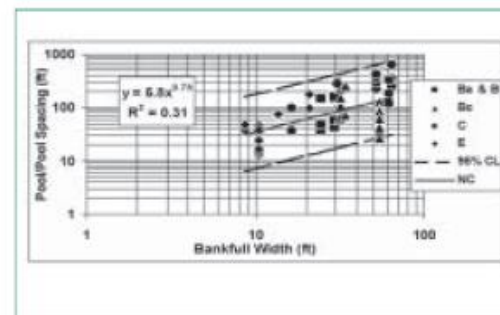 1000
100
10
1
Pool/Pool Spacing (ft)
y = 6.8x
R² = 0.31
1 10 100
Bankfull Width (ft)
Ba & B
Bc
C
E
CL
NC